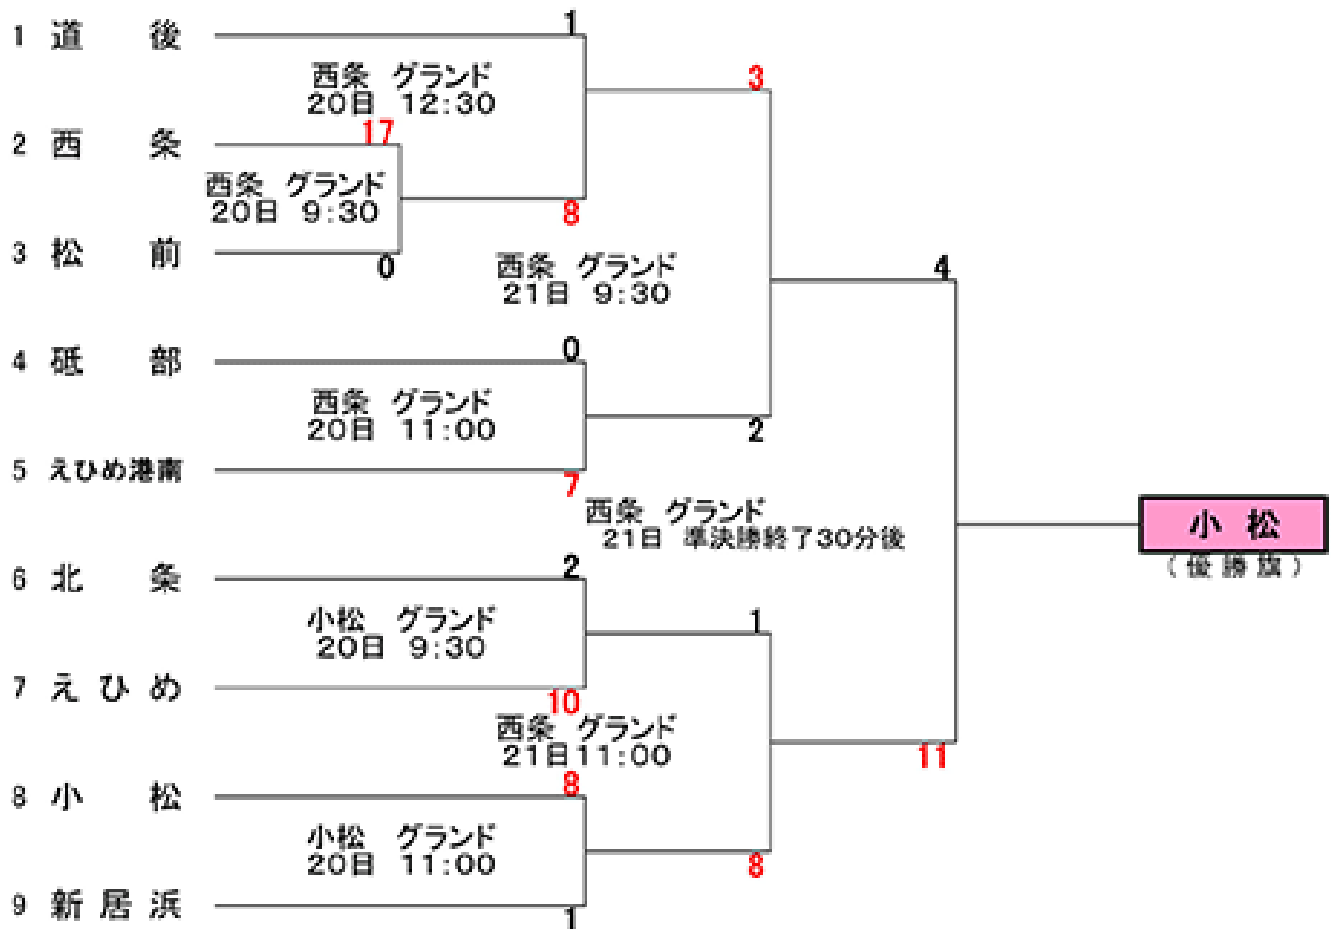 1 道 後
1
西条 グランド
20日 12:30
3
2 西 条
17
西条 グランド
20日 9:30
8
3 松 前
0
西条 グランド
21日 9:30
4
4 砥 部
0
西条 グランド
20日 11:00
2
5 えひめ港南
7
西条 グランド
21日 準決勝終了30分後
小 松
(優勝旗)
6 北 条
2
小松 グランド
20日 9:30
1
7 えひめ
10
西条 グランド
21日11:00
11
8 小 松
8
小松 グランド
20日 11:00
8
9 新居浜
1